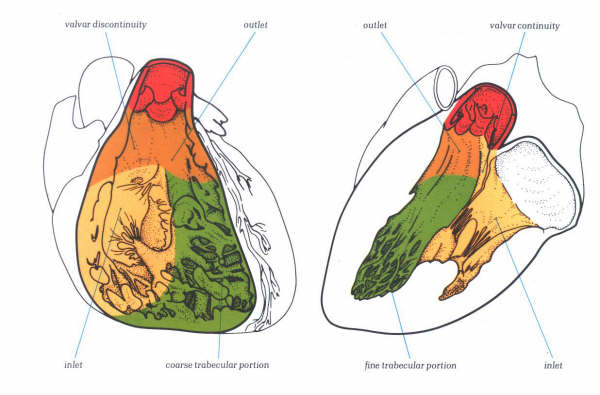 valvar discontinuity
outlet
outlet
valvar continuity
inlet
coarse trabecular portion
fine trabecular portion
inlet